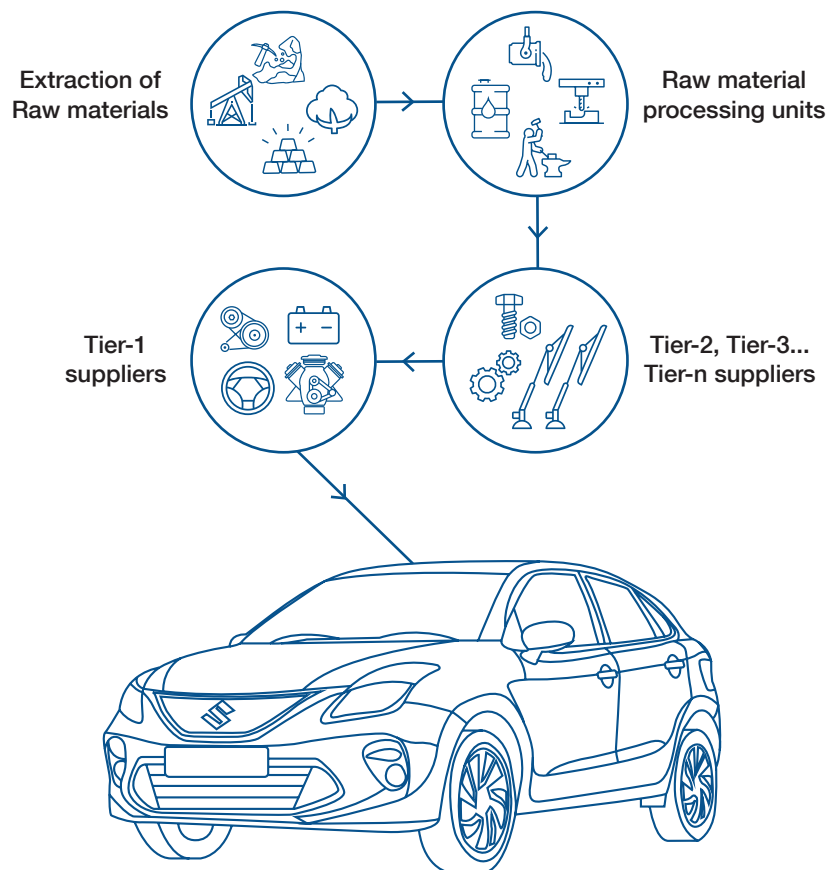 Extraction of
Raw materials
Raw material
processing units
Tier-1
suppliers
Tier-2, Tier-3...
Tier-n suppliers